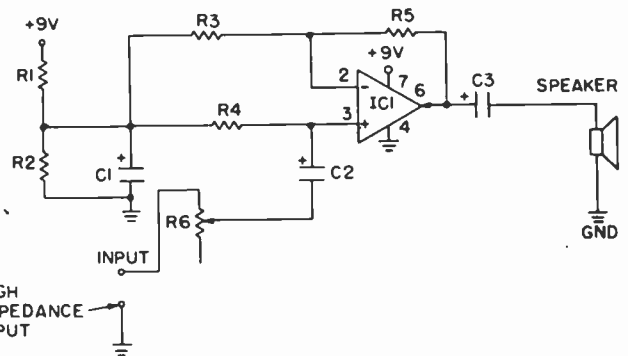 +9V
R1
R2
C1
+
R3
R4
R5
+9V
2
3
-
+
IC1
7
6
4
C2
+
R6
C3
+
SPEAKER
GND
INPUT
GH
PEDANCE
PUT